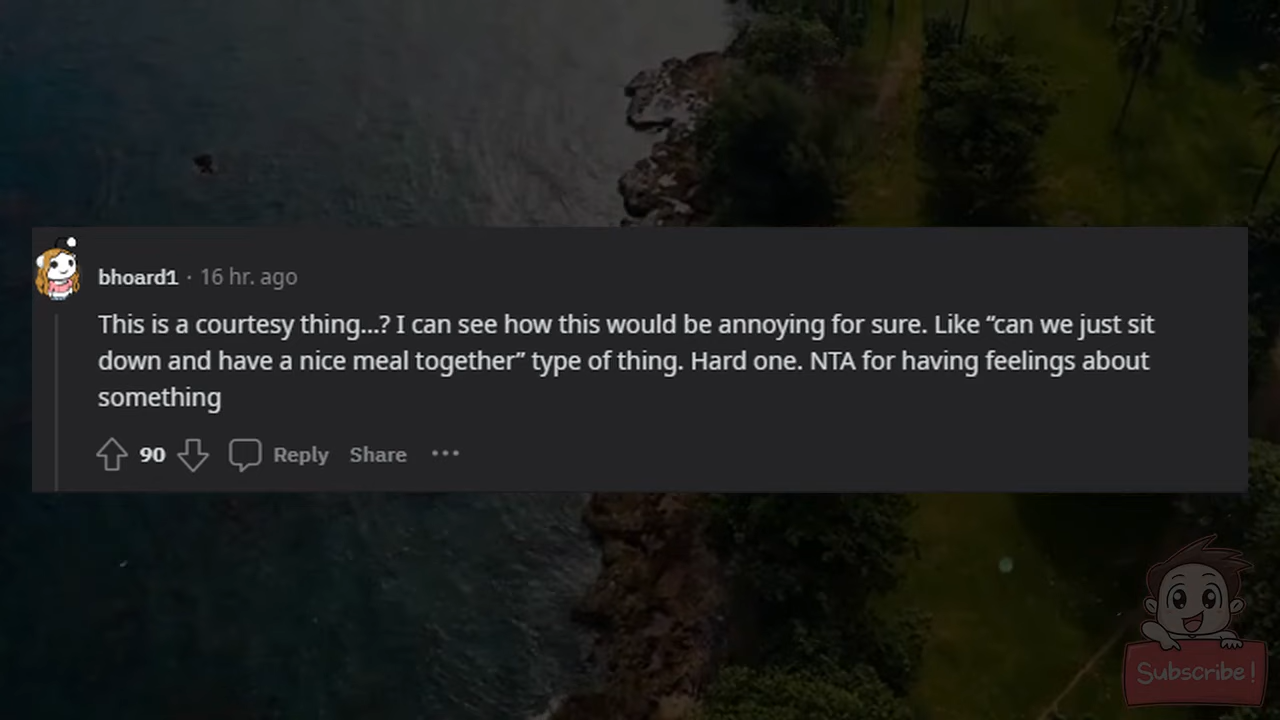 bhoard1 · 16 hr. ago
This is a courtesy thing...? I can see how this would be annoying for sure. Like “can we just sit
down and have a nice meal together” type of thing. Hard one. NTA for having feelings about
something
90 Reply Share ···
Subscribe!